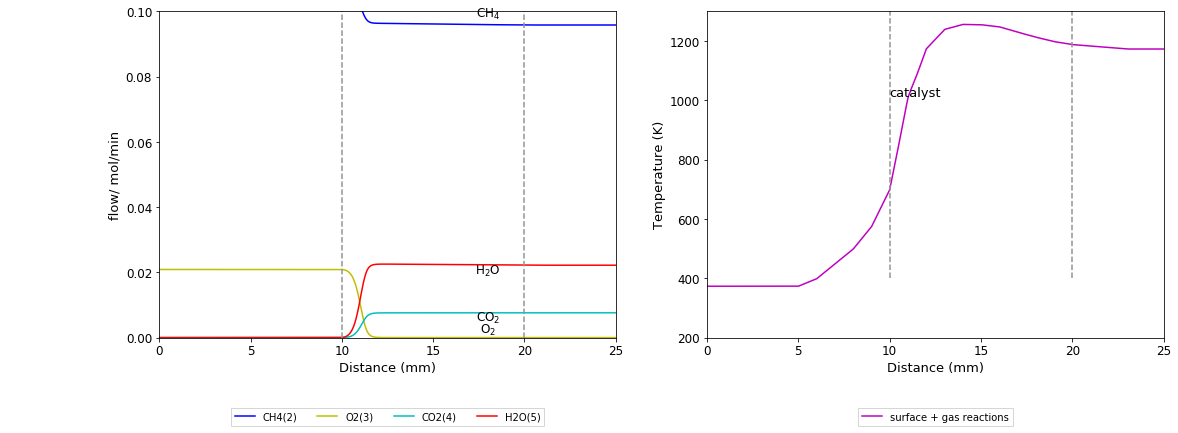 flow/ mol/min
0.10
0.08
0.06
0.04
0.02
0.00
CH₄
H₂O
CO₂
O₂
0 5 10 15 20 25
Distance (mm)
CH4(2) O2(3) CO2(4) H2O(5)
Temperature (K)
1200
1000
800
600
400
200
catalyst
0 5 10 15 20 25
Distance (mm)
surface + gas reactions